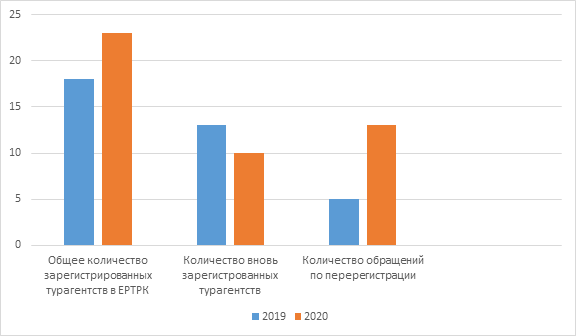 25
20
15
10
5
0
Общее количество
зарегистрированных
турагентств в ЕРТРК
Количество вновь
зарегистрованных
турагентств
Количество обращений
по перерегистрации
2019 2020